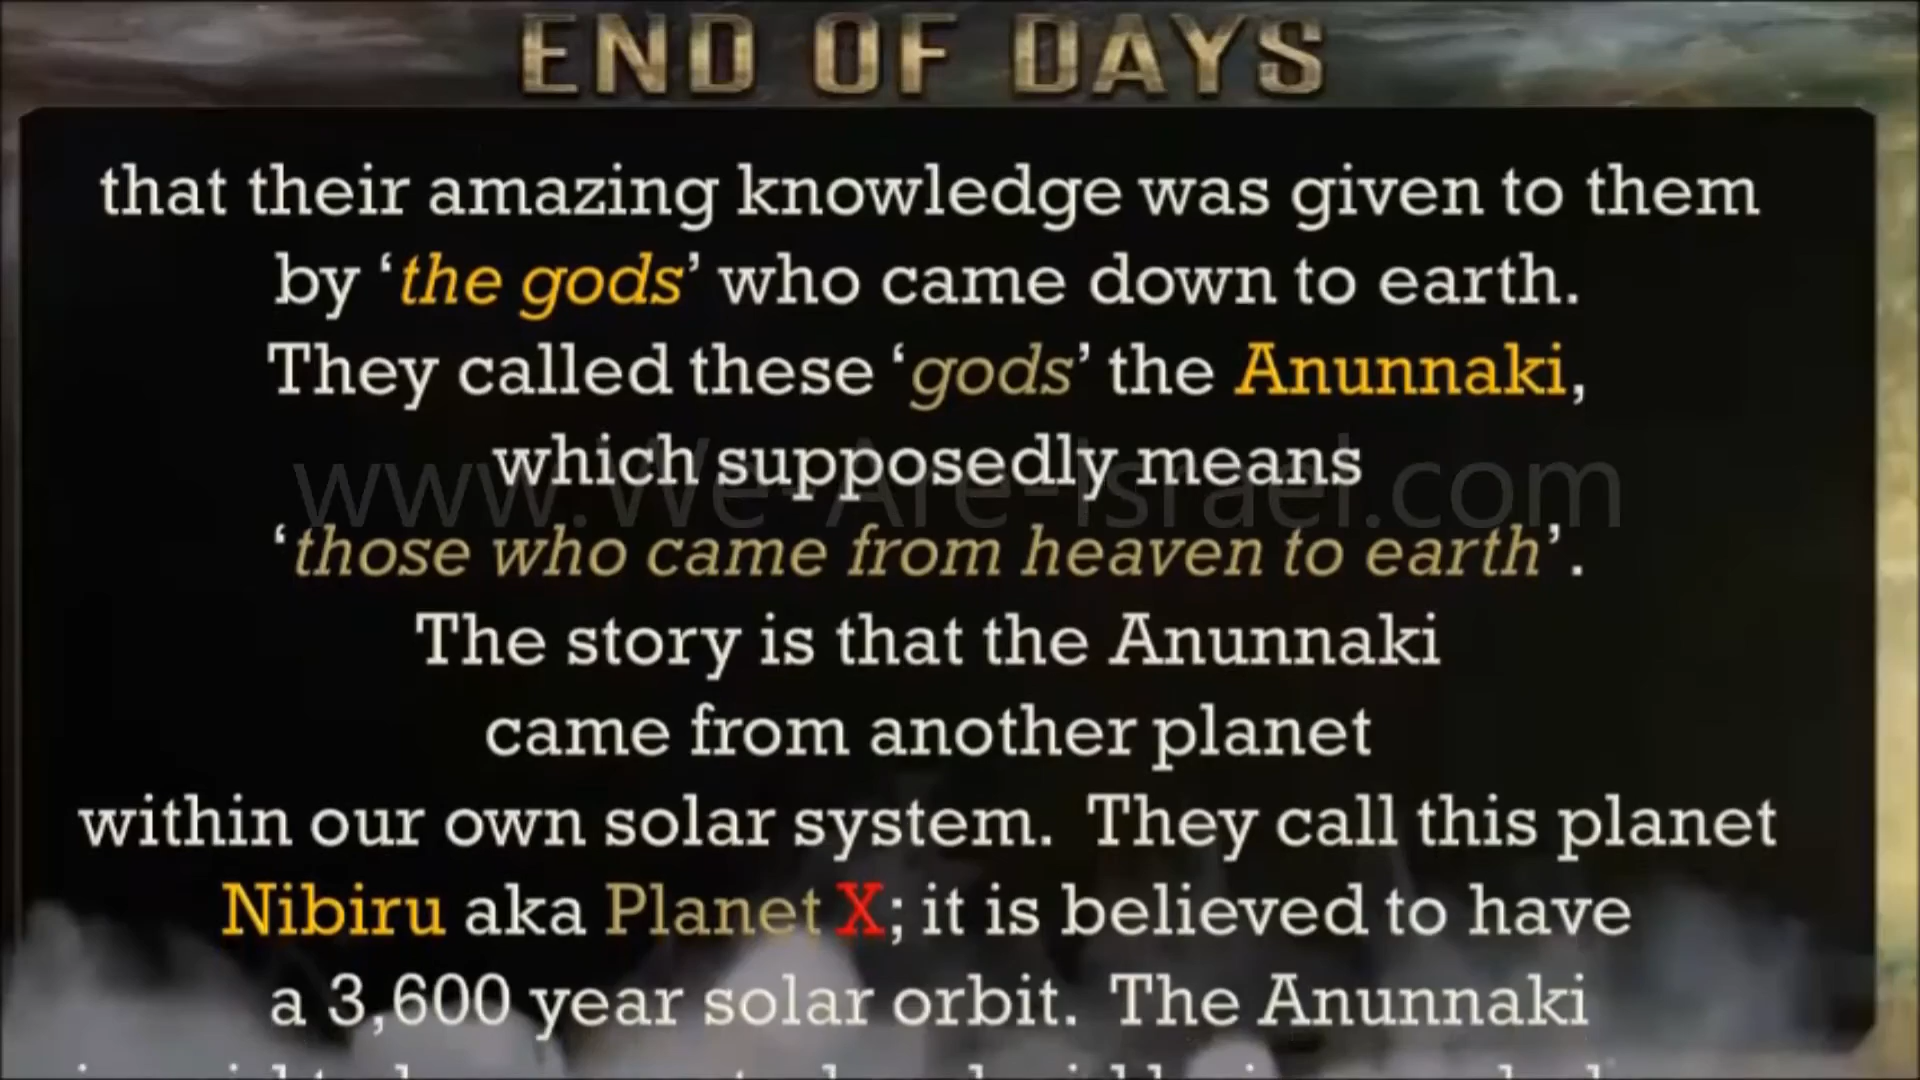 END OF DAYS
that their amazing knowledge was given to them
by ‘the gods’ who came down to earth.
They called these ‘gods’ the Anunnaki,
which supposedly means
www.We-Are-Israel.com
‘those who came from heaven to earth’.
The story is that the Anunnaki
came from another planet
within our own solar system. They call this planet
Nibiru aka Planet X; it is believed to have
a 3,600 year solar orbit. The Anunnaki